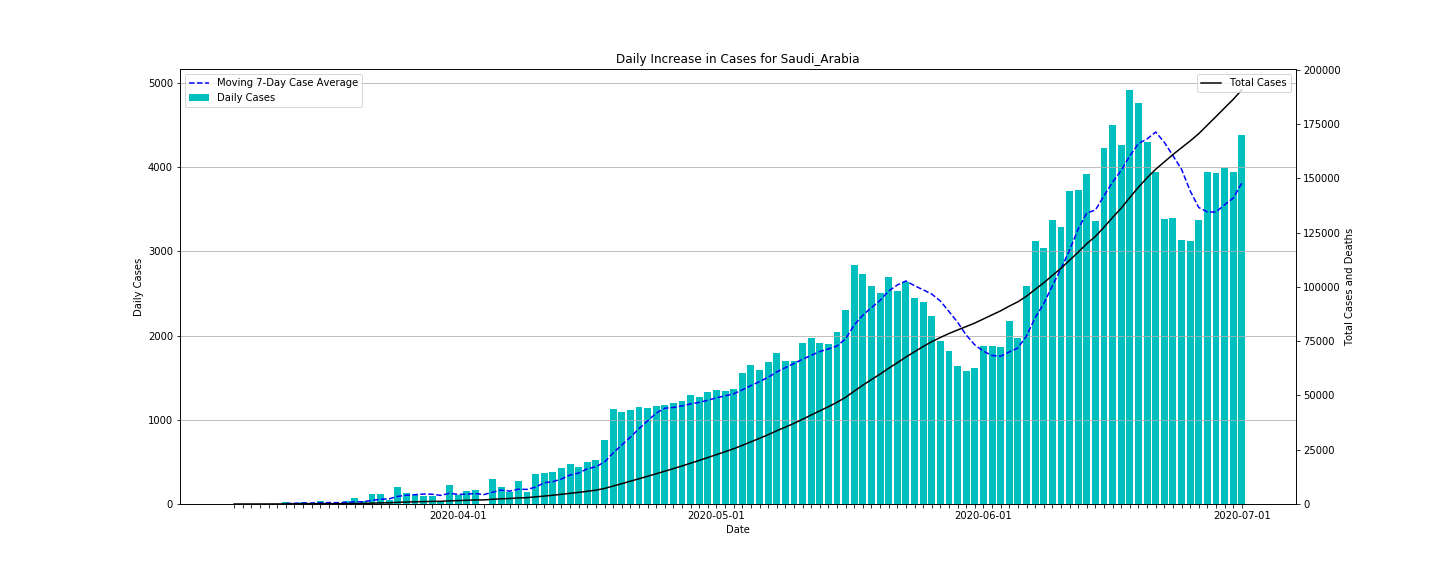 Daily Increase in Cases for Saudi_Arabia
Moving 7-Day Case Average
Daily Cases
Total Cases
5000
4000
3000
2000
1000
0
Daily Cases
200000
175000
150000
125000
100000
75000
50000
25000
0
Total Cases and Deaths
2020-04-01
2020-05-01
2020-06-01
2020-07-01
Date